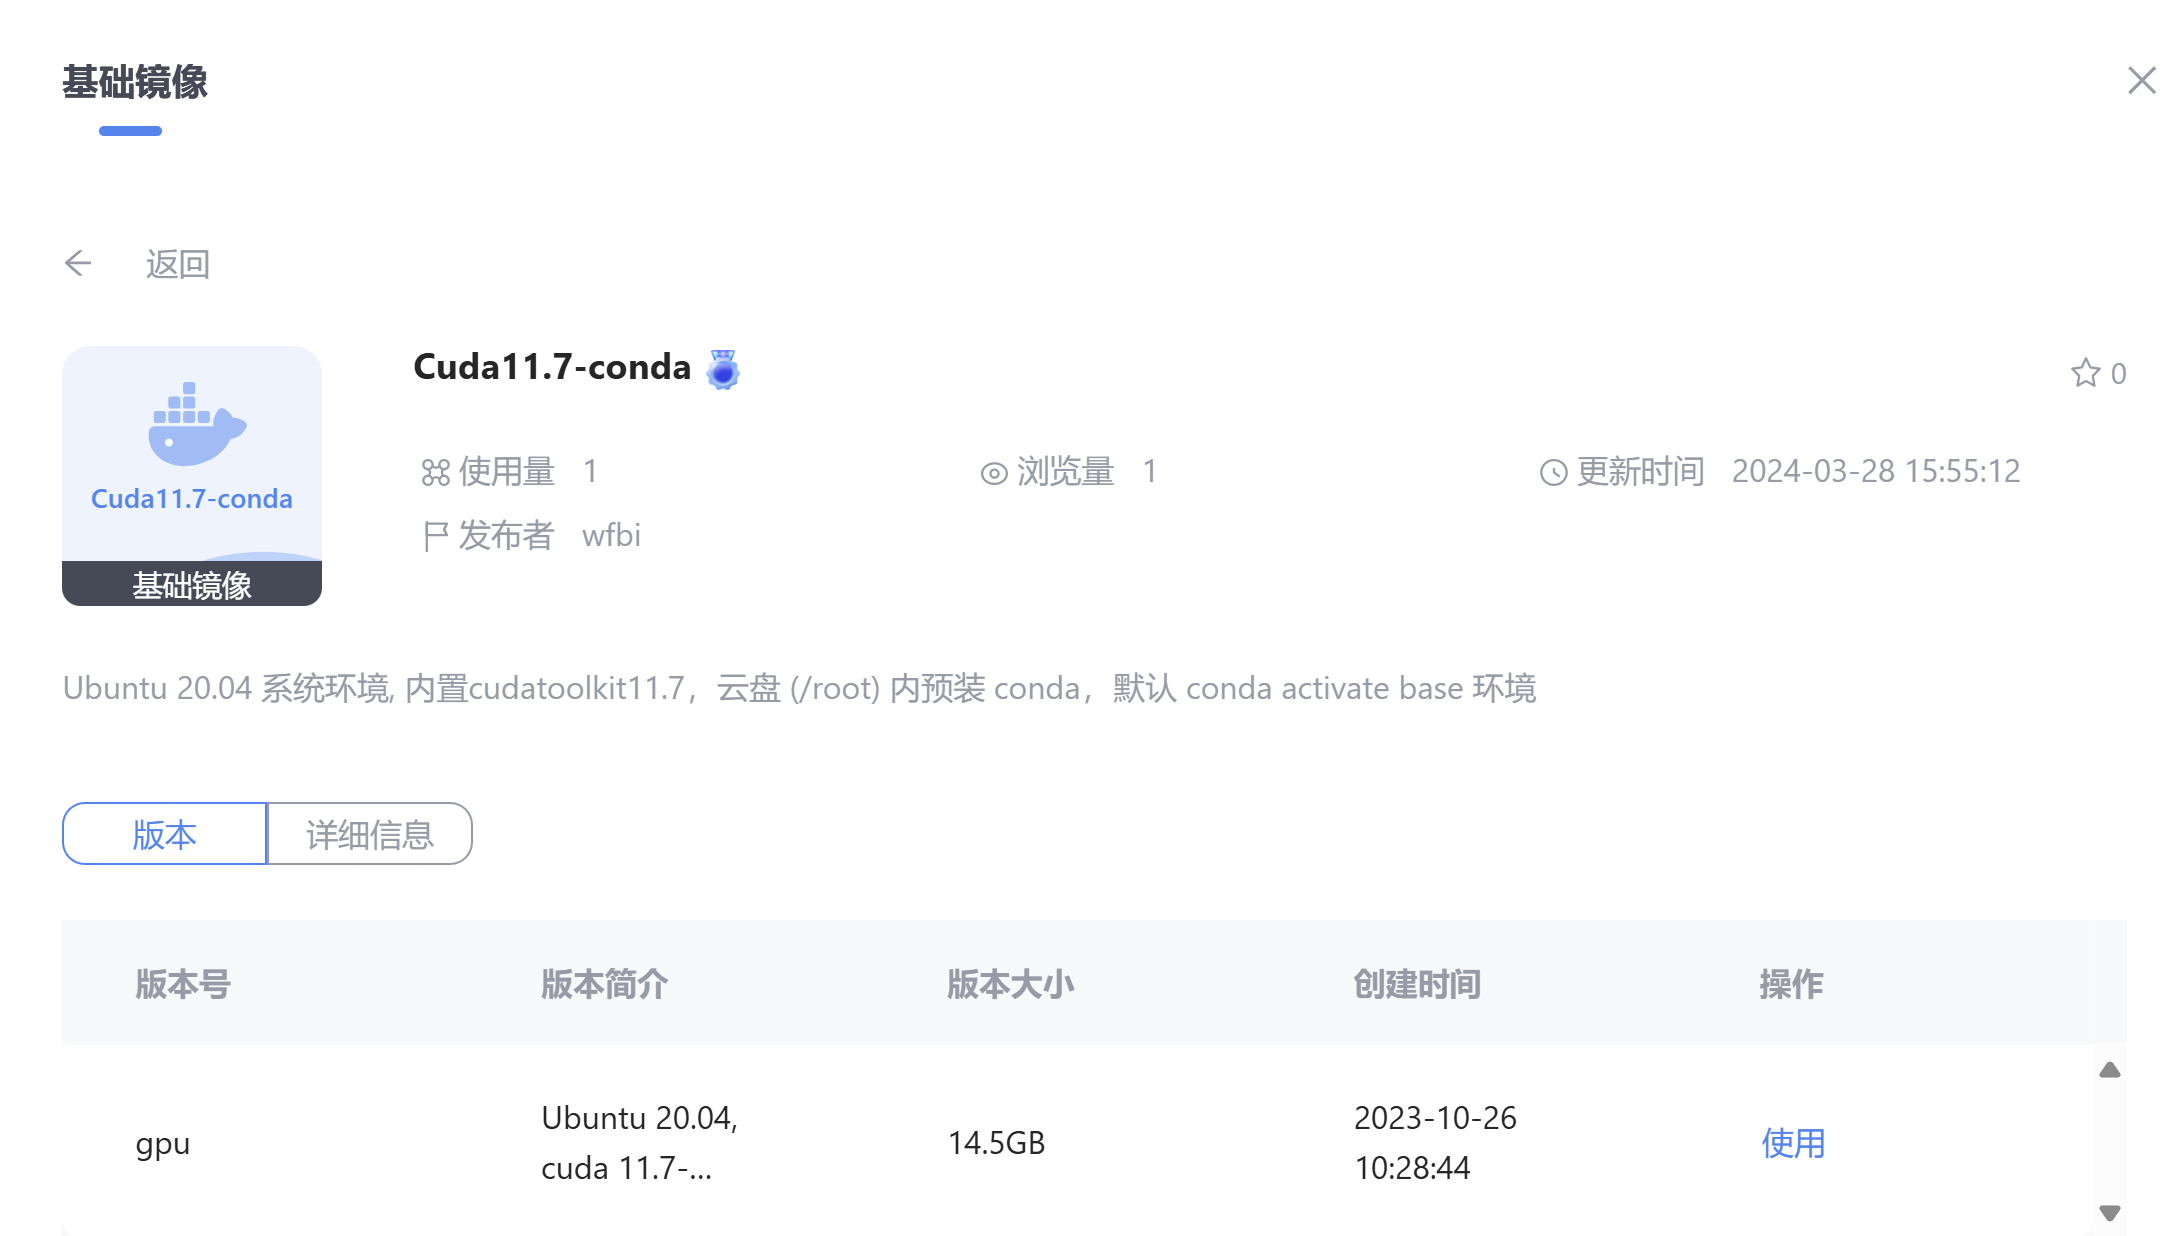 基础镜像
返回
Cuda11.7-conda
0
Cuda11.7-conda
基础镜像
使用量 1 浏览量 1 更新时间 2024-03-28 15:55:12
发布者 wfbi
Ubuntu 20.04 系统环境, 内置cudatoolkit11.7，云盘 (/root) 内预装 conda，默认 conda activate base 环境
版本 详细信息
版本号 版本简介 版本大小 创建时间 操作
gpu
Ubuntu 20.04,
cuda 11.7-...
14.5GB
2023-10-26
10:28:44
使用